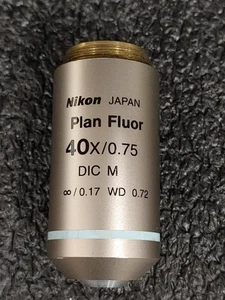 Nikon JAPAN
Plan Fluor
40X/0.75
DIC M
∞/0.17 WD 0.72